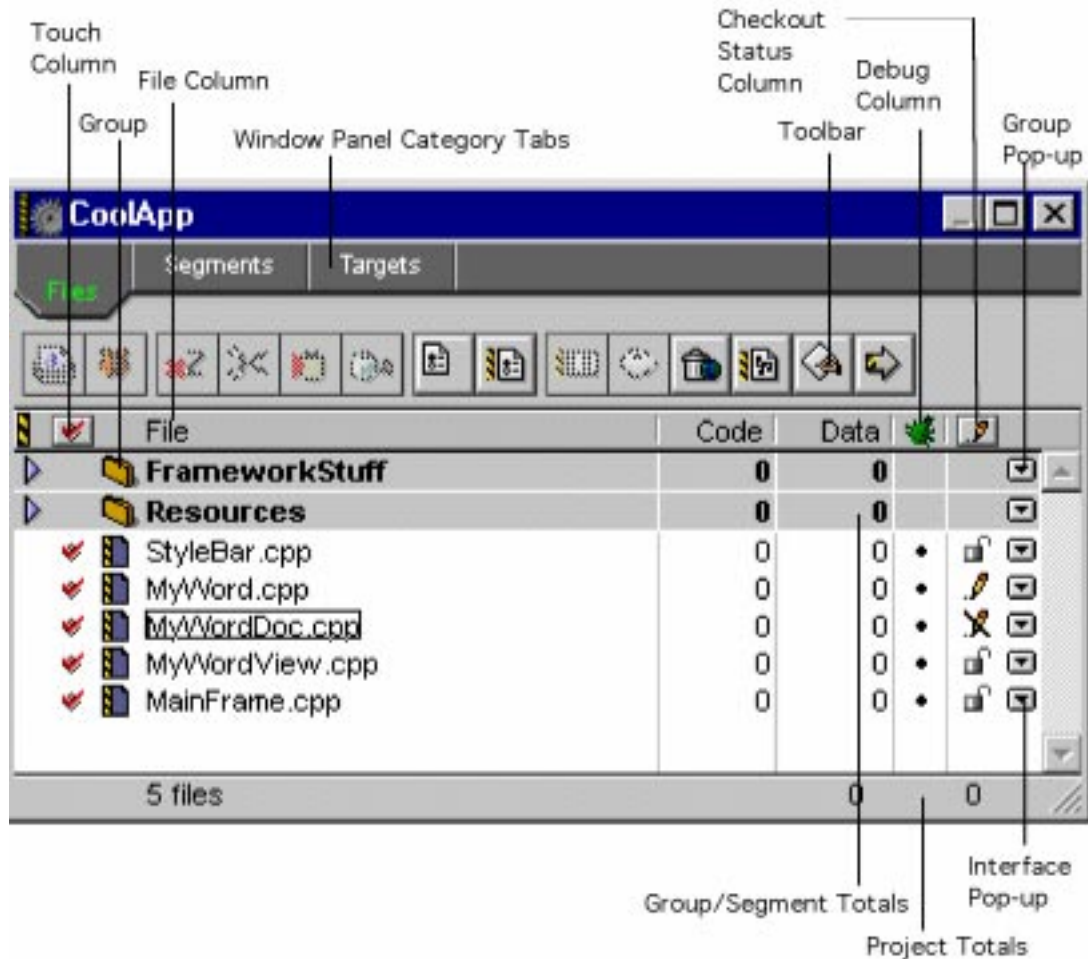 Touch
Column
File Column
Group
Window Panel Category Tabs
Checkout
Status
Column
Debug
Column
Toolbar
Group
Pop-up
CoolApp
Files
Segments
Targets
File
Code
Data
FrameworkStuff 0 0
Resources 0 0
StyleBar.cpp 0 0
MyWord.cpp 0 0
MyWordDoc.cpp 0 0
MyWordView.cpp 0 0
MainFrame.cpp 0 0
5 files 0 0
Interface
Pop-up
Group/Segment Totals
Project Totals